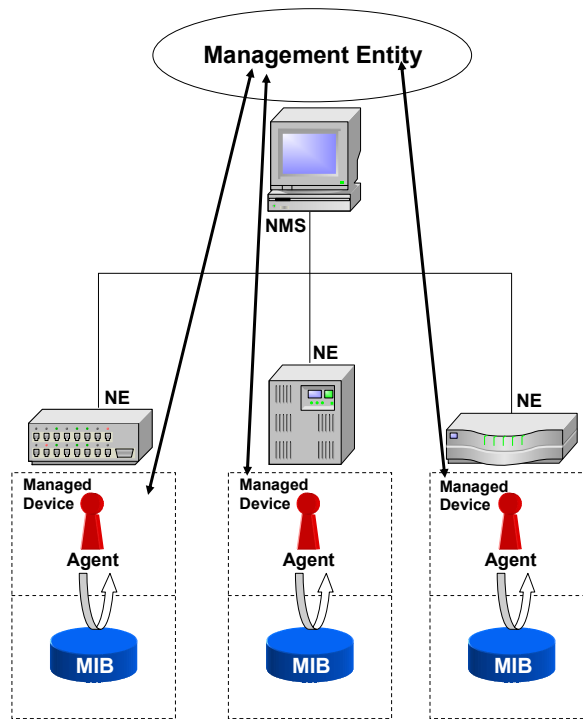 Management Entity
NMS
NE
NE
NE
Managed
Device
Managed
Device
Managed
Device
Agent
Agent
Agent
MIB
MIB
MIB